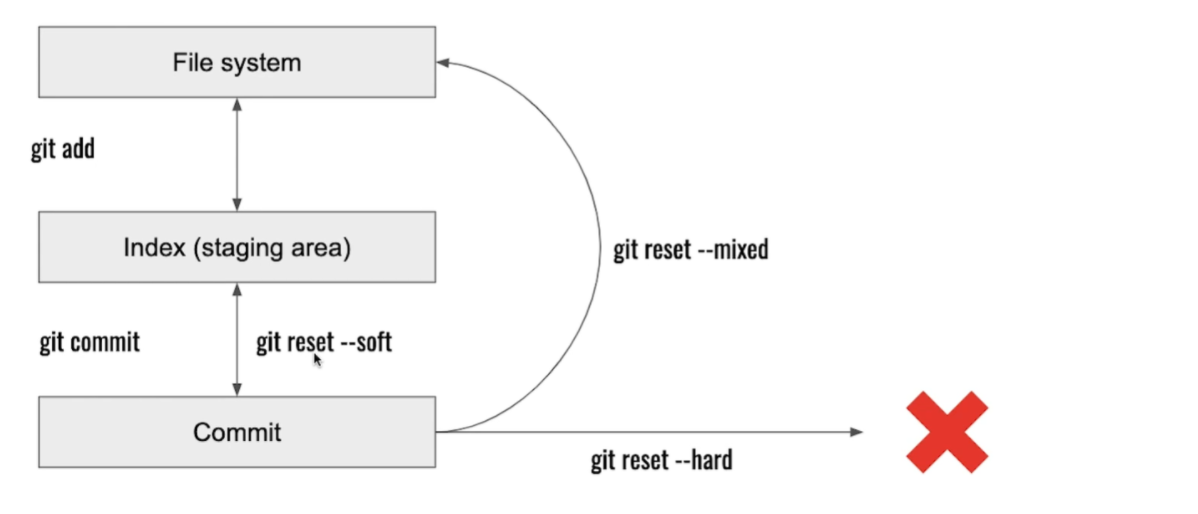 File system
git add
Index (staging area)
git reset --mixed
git commit
git reset --soft
Commit
git reset --hard